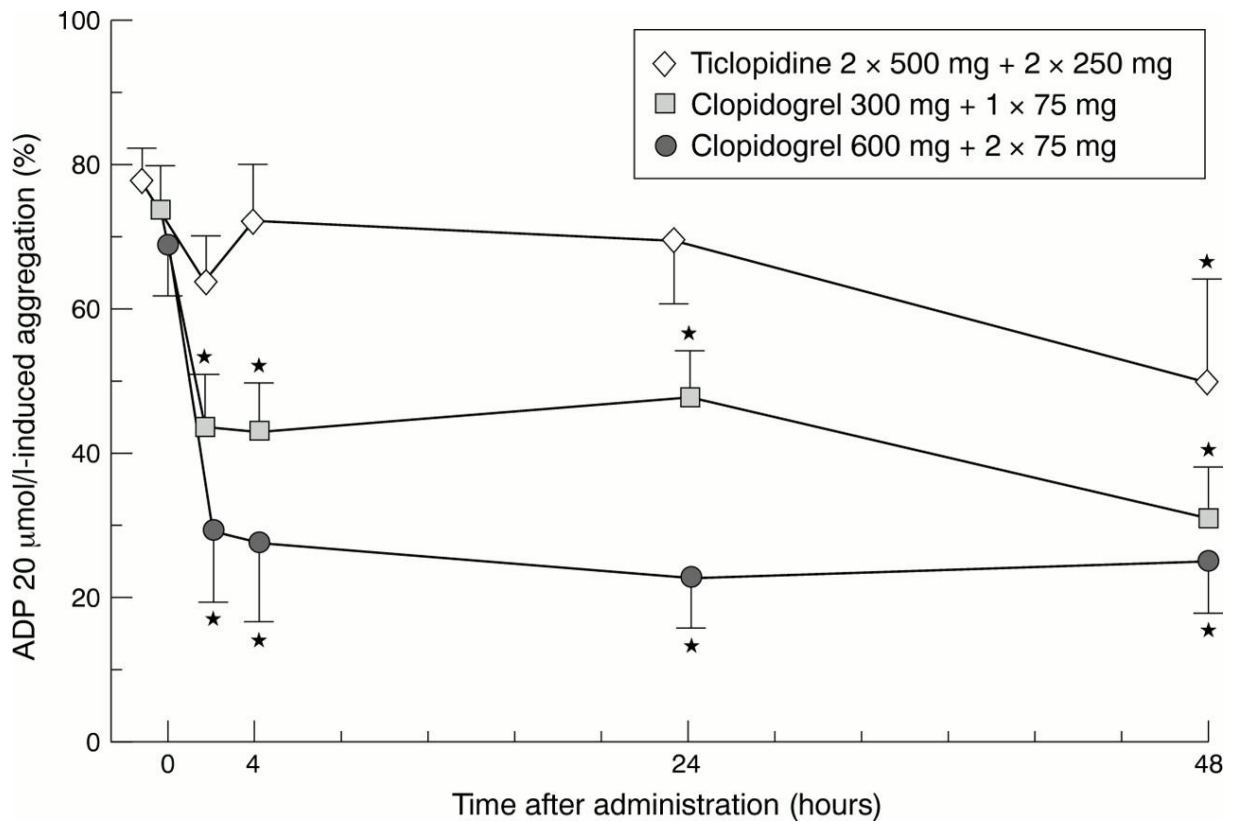 100
80
60
40
20
0
ADP 20 μmol/l-induced aggregation (%)
Ticlopidine 2 × 500 mg + 2 × 250 mg
Clopidogrel 300 mg + 1 × 75 mg
Clopidogrel 600 mg + 2 × 75 mg
0 4 24 48
Time after administration (hours)